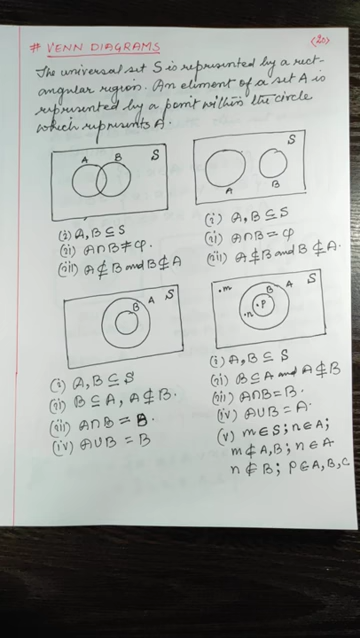 # VENN DIAGRAMS
<20>
The universal set S is represented by a rect-
angular region. An element of a set A is
represented by a point within the circle
which represents A.
A B S
S
A B
(i) A, B ⊆ S
(ii) A∩B ≠ φ.
(iii) A ⊈ B and B ⊈ A
(i) A, B ⊆ S
(ii) A∩B = φ
(iii) A ⊈ B and B ⊈ A.
B A S
.m B A S
.n .P
(i) A, B ⊆ S
(ii) B ⊆ A, A ⊈ B.
(iii) A∩B = B.
(iv) A∪B = B
(i) A, B ⊆ S
(ii) B ⊆ A and A ⊈ B
(iii) A∩B = B.
(iv) A∪B = A.
(v) m∈S; n∈A;
m∉A,B; n∈A
n∉B; P∈A,B,C